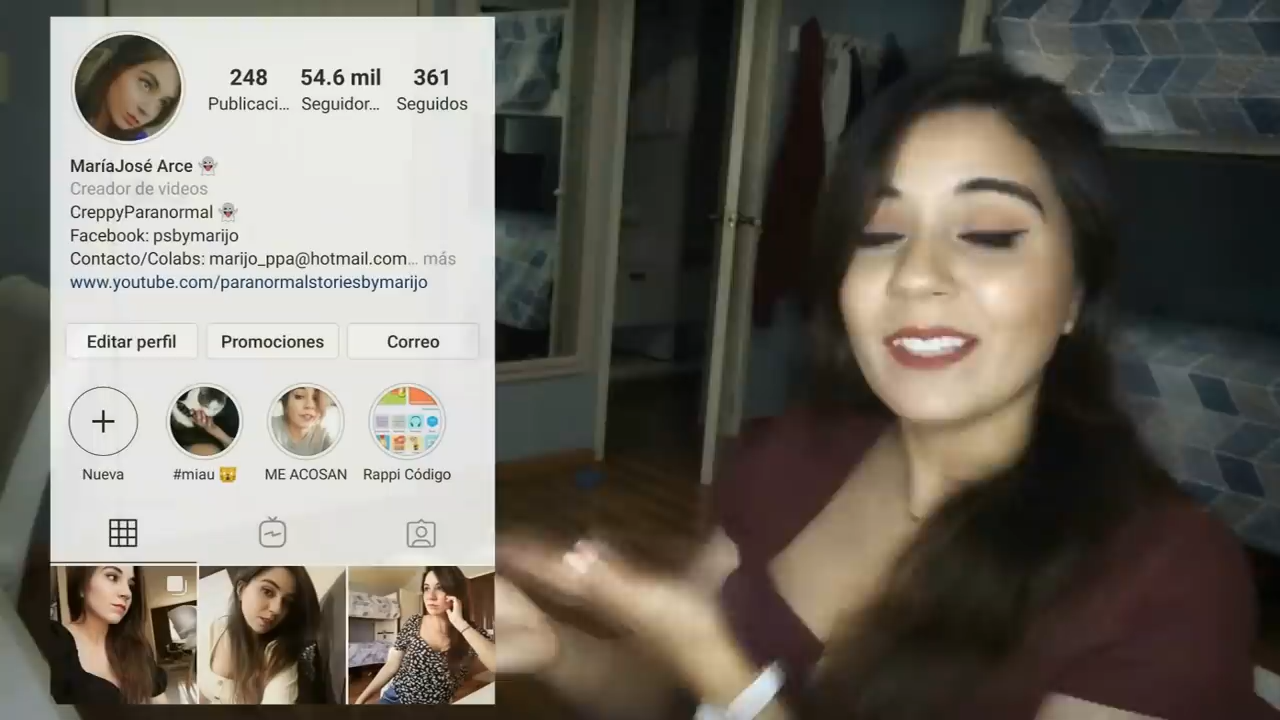 248 54.6 mil 361
Publicaci... Seguidor... Seguidos
MaríaJosé Arce 👻
Creador de videos
CreppyParanormal 👻
Facebook: psbymarijo
Contacto/Colabs: marijo_ppa@hotmail.com... más
www.youtube.com/paranormalstoriesbymarijo
Editar perfil Promociones Correo
Nueva #miau 🐱 ME ACOSAN Rappi Código